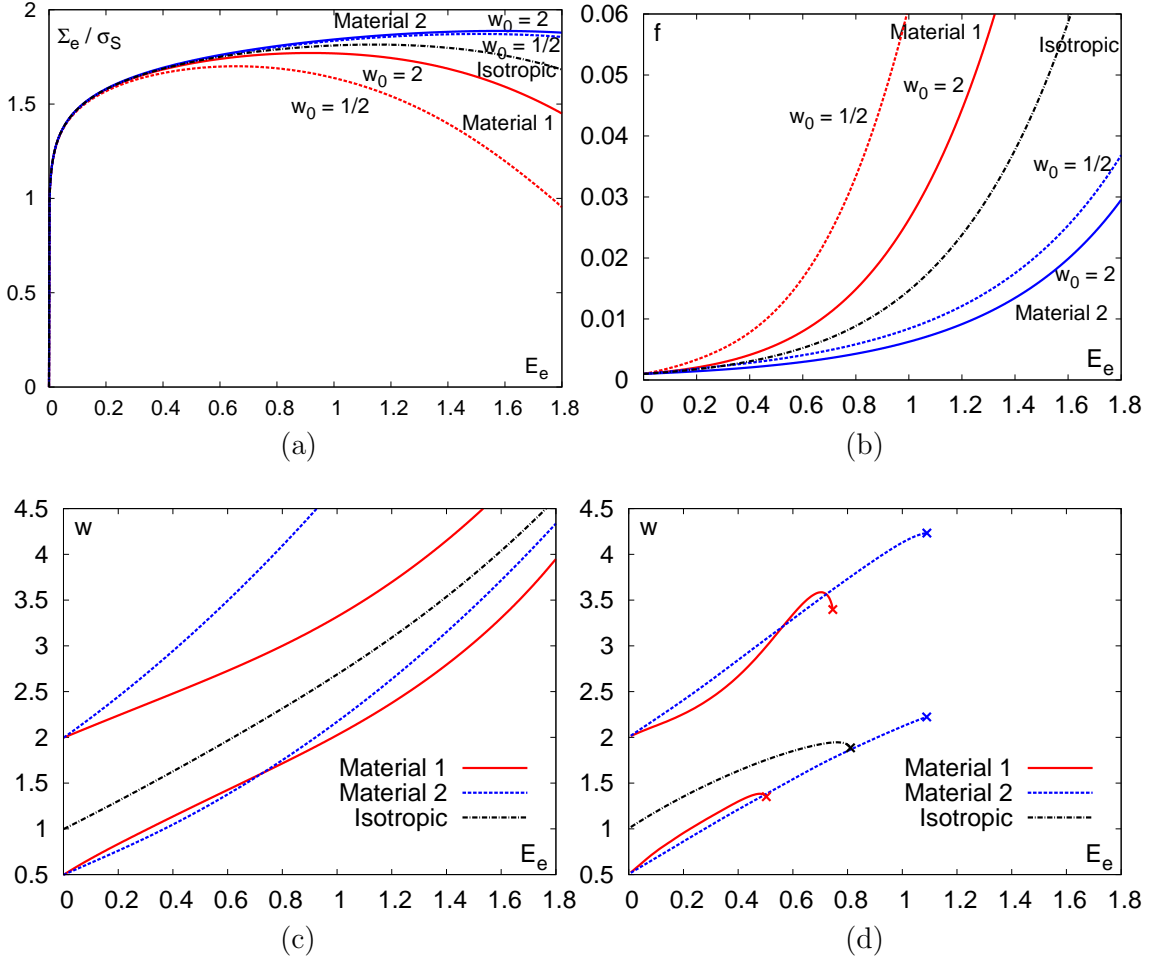 Σe / σS
Material 2
w0 = 2
w0 = 1/2
Isotropic
w0 = 2
w0 = 1/2
Material 1
Ee
2
1.5
1
0.5
0
0 0.2 0.4 0.6 0.8 1 1.2 1.4 1.6 1.8
(a)
f
Material 1
Isotropic
w0 = 2
w0 = 1/2
w0 = 1/2
w0 = 2
Material 2
Ee
0.06
0.05
0.04
0.03
0.02
0.01
0
0 0.2 0.4 0.6 0.8 1 1.2 1.4 1.6 1.8
(b)
w
4.5
4
3.5
3
2.5
2
1.5
1
0.5
Material 1
Material 2
Isotropic
Ee
0 0.2 0.4 0.6 0.8 1 1.2 1.4 1.6 1.8
(c)
w
4.5
4
3.5
3
2.5
2
1.5
1
0.5
Material 1
Material 2
Isotropic
Ee
0 0.2 0.4 0.6 0.8 1 1.2 1.4 1.6 1.8
(d)